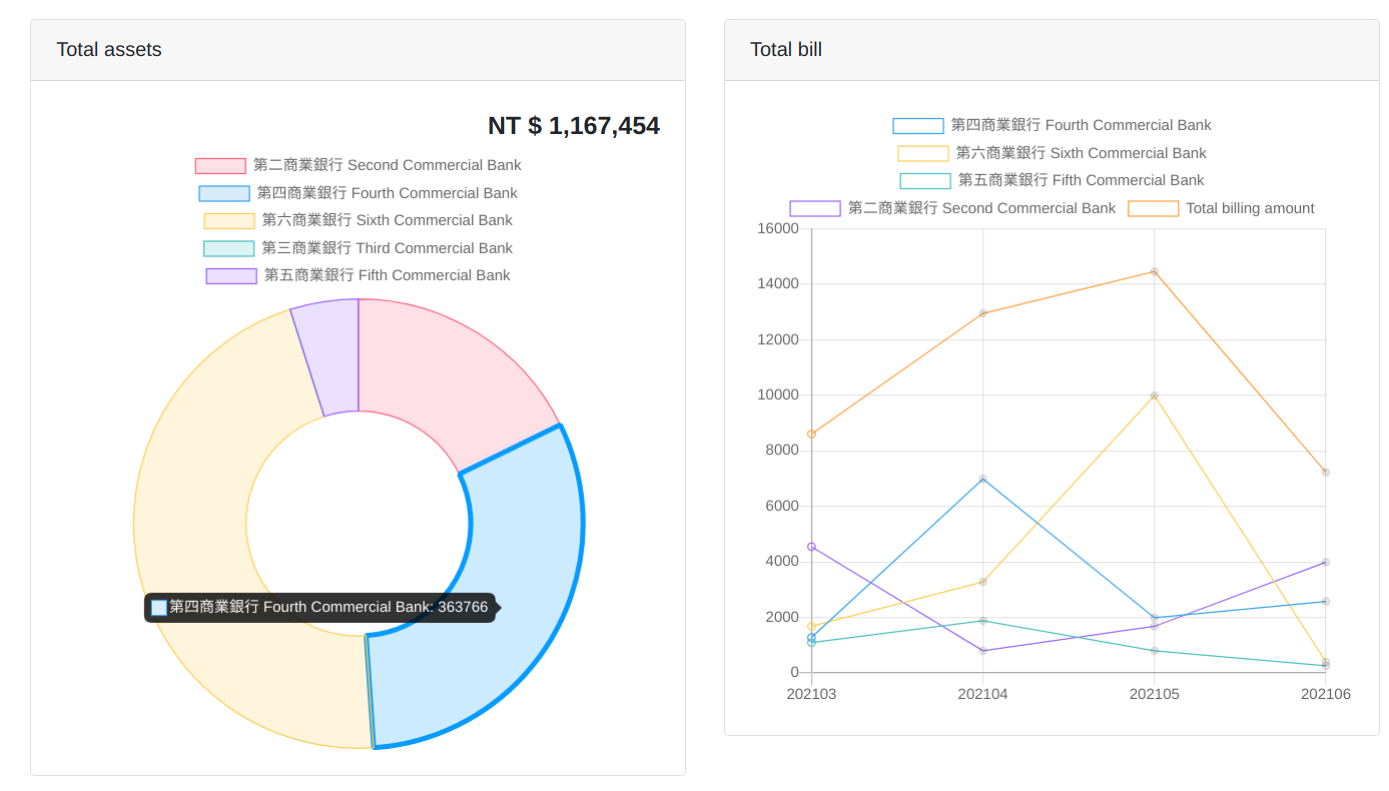 Total assets
NT $ 1,167,454
第二商業銀行 Second Commercial Bank
第四商業銀行 Fourth Commercial Bank
第六商業銀行 Sixth Commercial Bank
第三商業銀行 Third Commercial Bank
第五商業銀行 Fifth Commercial Bank
第四商業銀行 Fourth Commercial Bank: 363766
Total bill
第四商業銀行 Fourth Commercial Bank
第六商業銀行 Sixth Commercial Bank
第五商業銀行 Fifth Commercial Bank
第二商業銀行 Second Commercial Bank Total billing amount
16000
14000
12000
10000
8000
6000
4000
2000
0
202103 202104 202105 202106